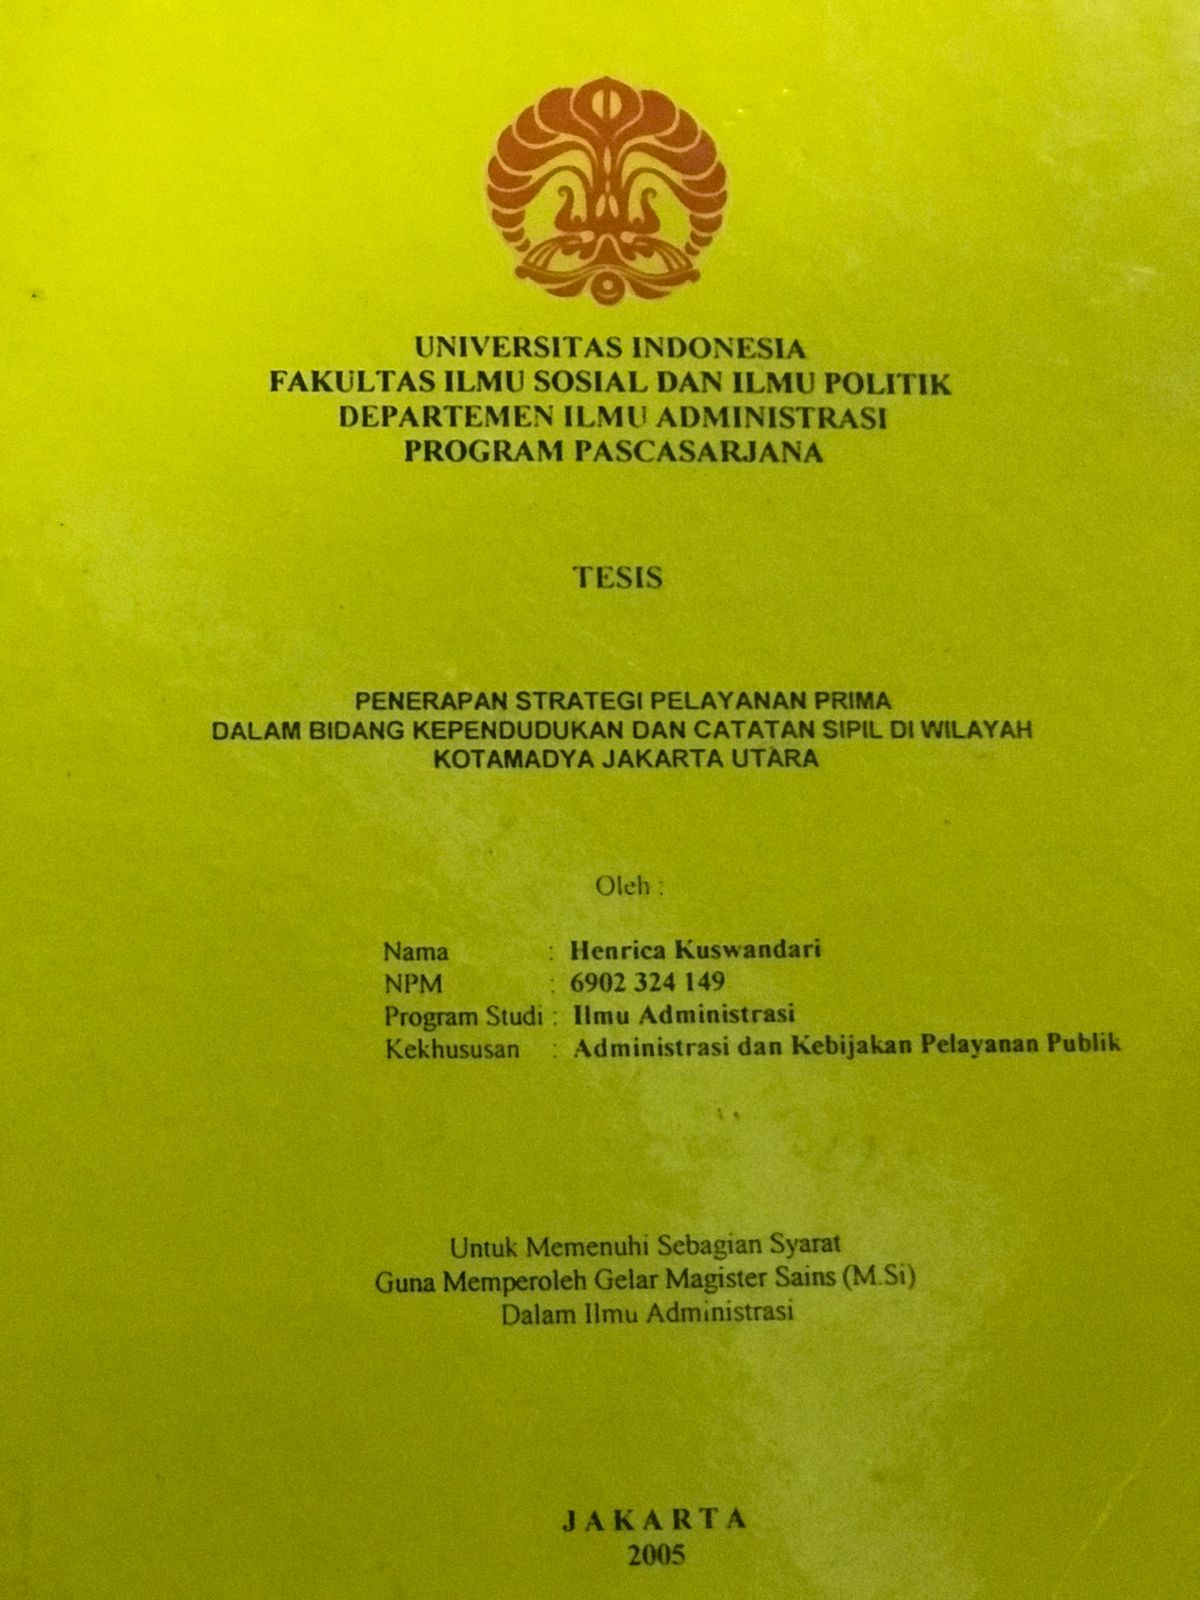 UNIVERSITAS INDONESIA
FAKULTAS ILMU SOSIAL DAN ILMU POLITIK
DEPARTEMEN ILMU ADMINISTRASI
PROGRAM PASCASARJANA
TESIS
PENERAPAN STRATEGI PELAYANAN PRIMA
DALAM BIDANG KEPENDUDUKAN DAN CATATAN SIPIL DI WILAYAH
KOTAMADYA JAKARTA UTARA
Oleh :
Nama : Henrica Kuswandari
NPM : 6902 324 149
Program Studi : Ilmu Administrasi
Kekhususan : Administrasi dan Kebijakan Pelayanan Publik
Untuk Memenuhi Sebagian Syarat
Guna Memperoleh Gelar Magister Sains (M.Si)
Dalam Ilmu Administrasi
J A K A R T A
2005